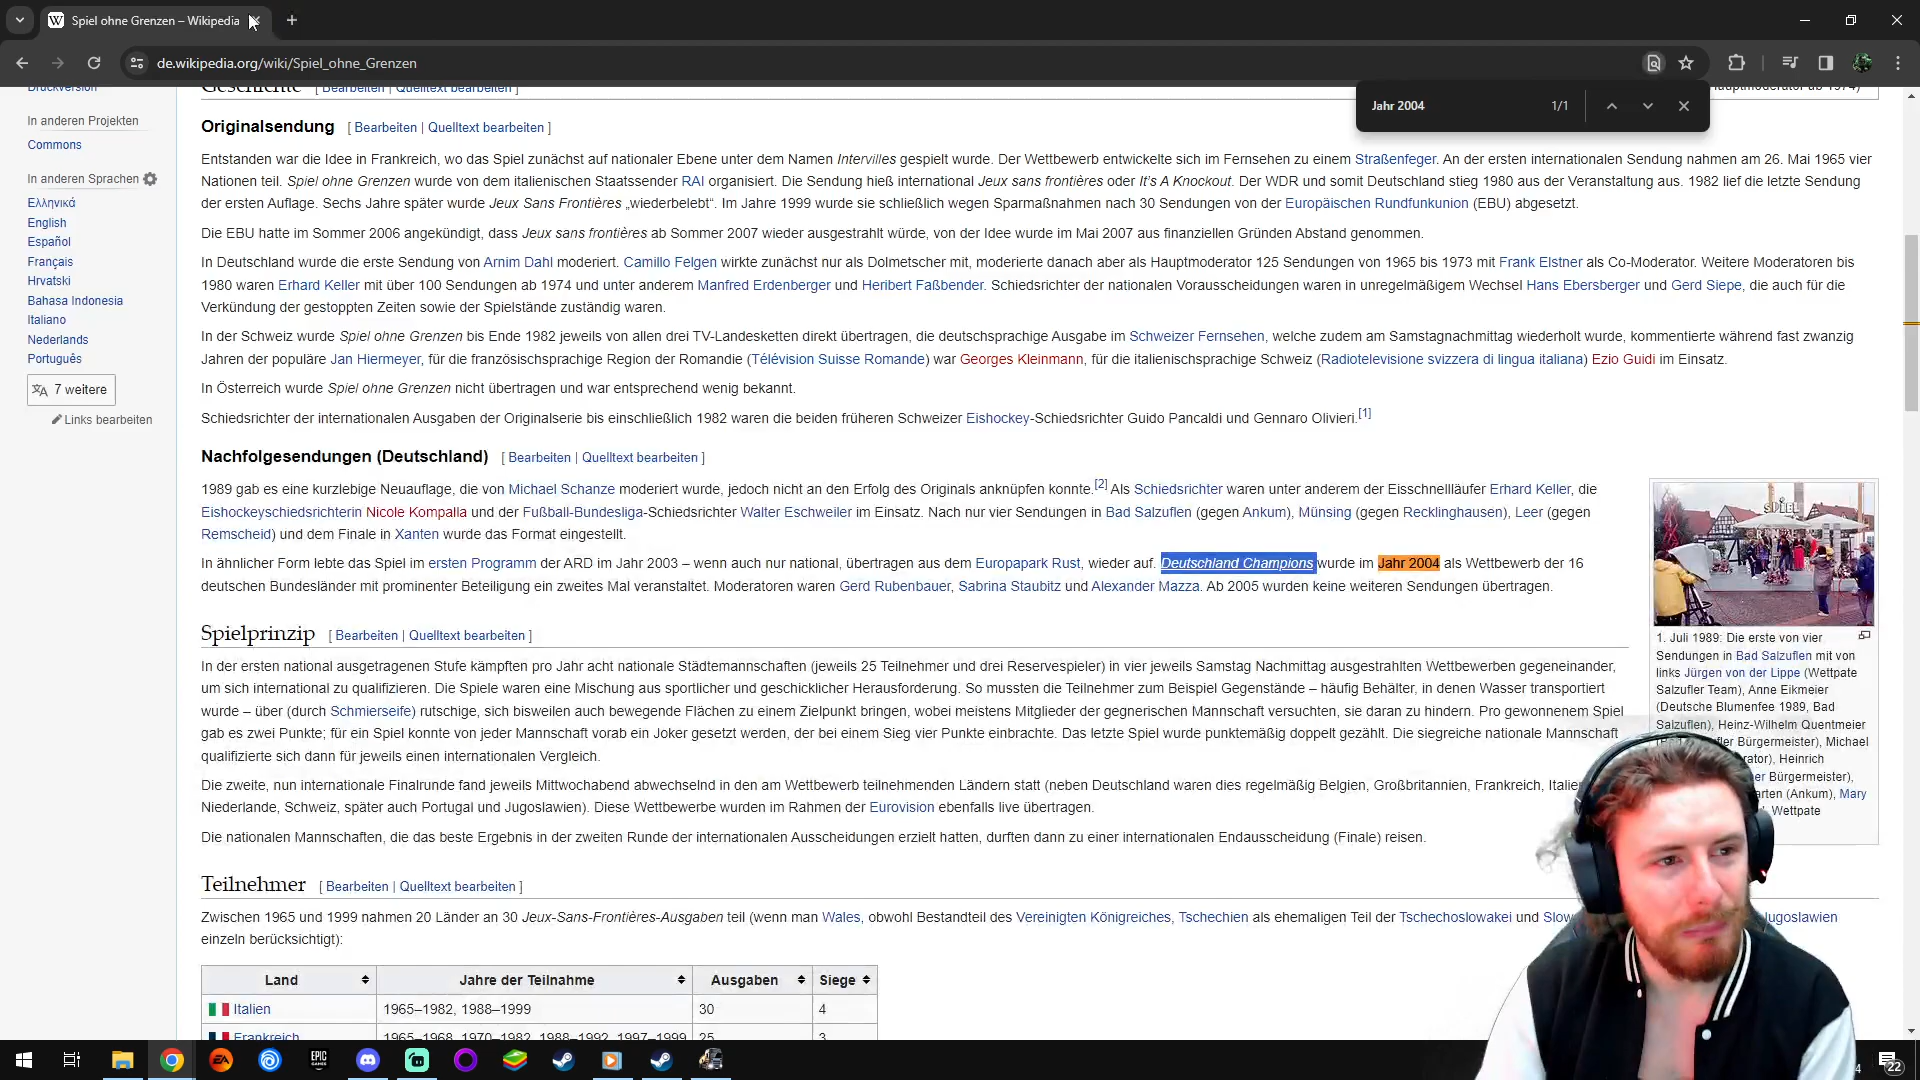 Spiel ohne Grenzen – Wikipedia
de.wikipedia.org/wiki/Spiel_ohne_Grenzen
Jahr 2004
1/1
Druckversion
In anderen Projekten
Commons
In anderen Sprachen
Ελληνικά
English
Español
Français
Hrvatski
Bahasa Indonesia
Italiano
Nederlands
Português
7 weitere
Links bearbeiten
Geschichte [ Bearbeiten | Quelltext bearbeiten ]
Originalsendung [ Bearbeiten | Quelltext bearbeiten ]
Entstanden war die Idee in Frankreich, wo das Spiel zunächst auf nationaler Ebene unter dem Namen Intervilles gespielt wurde. Der Wettbewerb entwickelte sich im Fernsehen zu einem Straßenfeger. An der ersten internationalen Sendung nahmen am 26. Mai 1965 vier
Nationen teil. Spiel ohne Grenzen wurde von dem italienischen Staatssender RAI organisiert. Die Sendung hieß international Jeux sans frontières oder It's A Knockout. Der WDR und somit Deutschland stieg 1980 aus der Veranstaltung aus. 1982 lief die letzte Sendung
der ersten Auflage. Sechs Jahre später wurde Jeux Sans Frontières „wiederbelebt“. Im Jahre 1999 wurde sie schließlich wegen Sparmaßnahmen nach 30 Sendungen von der Europäischen Rundfunkunion (EBU) abgesetzt.
Die EBU hatte im Sommer 2006 angekündigt, dass Jeux sans frontières ab Sommer 2007 wieder ausgestrahlt würde, von der Idee wurde im Mai 2007 aus finanziellen Gründen Abstand genommen.
In Deutschland wurde die erste Sendung von Arnim Dahl moderiert. Camillo Felgen wirkte zunächst nur als Dolmetscher mit, moderierte danach aber als Hauptmoderator 125 Sendungen von 1965 bis 1973 mit Frank Elstner als Co-Moderator. Weitere Moderatoren bis
1980 waren Erhard Keller mit über 100 Sendungen ab 1974 und unter anderem Manfred Erdenberger und Heribert Faßbender. Schiedsrichter der nationalen Vorausscheidungen waren in unregelmäßigem Wechsel Hans Ebersberger und Gerd Siepe, die auch für die
Verkündung der gestoppten Zeiten sowie der Spielstände zuständig waren.
In der Schweiz wurde Spiel ohne Grenzen bis Ende 1982 jeweils von allen drei TV-Landesketten direkt übertragen, die deutschsprachige Ausgabe im Schweizer Fernsehen, welche zudem am Samstagnachmittag wiederholt wurde, kommentierte während fast zwanzig
Jahren der populäre Jan Hiermeyer, für die französischsprachige Region der Romandie (Télévision Suisse Romande) war Georges Kleinmann, für die italienischsprachige Schweiz (Radiotelevisione svizzera di lingua italiana) Ezio Guidi im Einsatz.
In Österreich wurde Spiel ohne Grenzen nicht übertragen und war entsprechend wenig bekannt.
Schiedsrichter der internationalen Ausgaben der Originalserie bis einschließlich 1982 waren die beiden früheren Schweizer Eishockey-Schiedsrichter Guido Pancaldi und Gennaro Olivieri.[1]
Nachfolgesendungen (Deutschland) [ Bearbeiten | Quelltext bearbeiten ]
1989 gab es eine kurzlebige Neuauflage, die von Michael Schanze moderiert wurde, jedoch nicht an den Erfolg des Originals anknüpfen konnte.[2] Als Schiedsrichter waren unter anderem der Eisschnellläufer Erhard Keller, die
Eishockeyschiedsrichterin Nicole Kompalla und der Fußball-Bundesliga-Schiedsrichter Walter Eschweiler im Einsatz. Nach nur vier Sendungen in Bad Salzuflen (gegen Ankum), Münsing (gegen Recklinghausen), Leer (gegen
Remscheid) und dem Finale in Xanten wurde das Format eingestellt.
In ähnlicher Form lebte das Spiel im ersten Programm der ARD im Jahr 2003 – wenn auch nur national, übertragen aus dem Europapark Rust, wieder auf. Deutschland Champions wurde im Jahr 2004 als Wettbewerb der 16
deutschen Bundesländer mit prominenter Beteiligung ein zweites Mal veranstaltet. Moderatoren waren Gerd Rubenbauer, Sabrina Staubitz und Alexander Mazza. Ab 2005 wurden keine weiteren Sendungen übertragen.
SPIEL
1. Juli 1989: Die erste von vier
Sendungen in Bad Salzuflen mit von
links Jürgen von der Lippe (Wettpate
Salzufler Team), Anne Eikmeier
(Deutsche Blumenfee 1989, Bad
Salzuflen), Heinz-Wilhelm Quentmeier
Bürgermeister), Michael
Heinrich
Bürgermeister),
(Ankum), Mary
Wettpate
Spielprinzip [ Bearbeiten | Quelltext bearbeiten ]
In der ersten national ausgetragenen Stufe kämpften pro Jahr acht nationale Städtemannschaften (jeweils 25 Teilnehmer und drei Reservespieler) in vier jeweils Samstag Nachmittag ausgestrahlten Wettbewerben gegeneinander,
um sich international zu qualifizieren. Die Spiele waren eine Mischung aus sportlicher und geschicklicher Herausforderung. So mussten die Teilnehmer zum Beispiel Gegenstände – häufig Behälter, in denen Wasser transportiert
wurde – über (durch Schmierseife) rutschige, sich bisweilen auch bewegende Flächen zu einem Zielpunkt bringen, wobei meistens Mitglieder der gegnerischen Mannschaft versuchten, sie daran zu hindern. Pro gewonnenem Spiel
gab es zwei Punkte; für ein Spiel konnte von jeder Mannschaft vorab ein Joker gesetzt werden, der bei einem Sieg vier Punkte einbrachte. Das letzte Spiel wurde punktemäßig doppelt gezählt. Die siegreiche nationale Mannschaft
qualifizierte sich dann für jeweils einen internationalen Vergleich.
Die zweite, nun internationale Finalrunde fand jeweils Mittwochabend abwechselnd in den am Wettbewerb teilnehmenden Ländern statt (neben Deutschland waren dies regelmäßig Belgien, Großbritannien, Frankreich,
Niederlande, Schweiz, später auch Portugal und Jugoslawien). Diese Wettbewerbe wurden im Rahmen der Eurovision ebenfalls live übertragen.
Die nationalen Mannschaften, die das beste Ergebnis in der zweiten Runde der internationalen Ausscheidungen erzielt hatten, durften dann zu einer internationalen Endausscheidung (Finale) reisen.
Teilnehmer [ Bearbeiten | Quelltext bearbeiten ]
Zwischen 1965 und 1999 nahmen 20 Länder an 30 Jeux-Sans-Frontières-Ausgaben teil (wenn man Wales, obwohl Bestandteil des Vereinigten Königreiches, Tschechien als ehemaligen Teil der Tschechoslowakei und
einzeln berücksichtigt):
Land Jahre der Teilnahme Ausgaben Siege
Italien 1965–1982, 1988–1999 30 4
Frankreich 1965–1968, 1970–1982, 1988–1992, 1997–1999 25 3
EA
EPIC GAMES
22